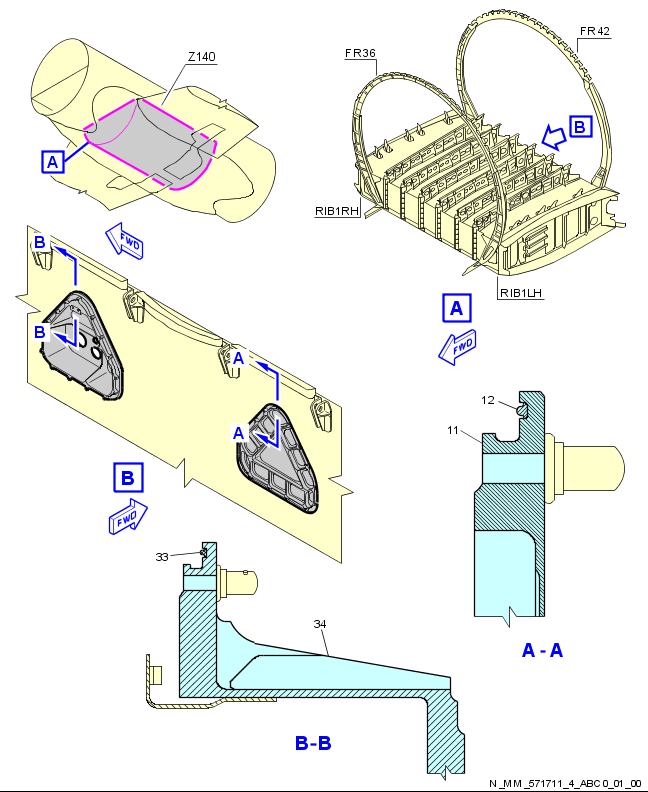 Z140
A
FR36
FR42
B
RIB1RH
RIB1LH
A
FWD
FWD
B
B
A
A
B
FWD
12
11
A - A
33
34
B-B
N_MM_571711_4_ABC0_01_00